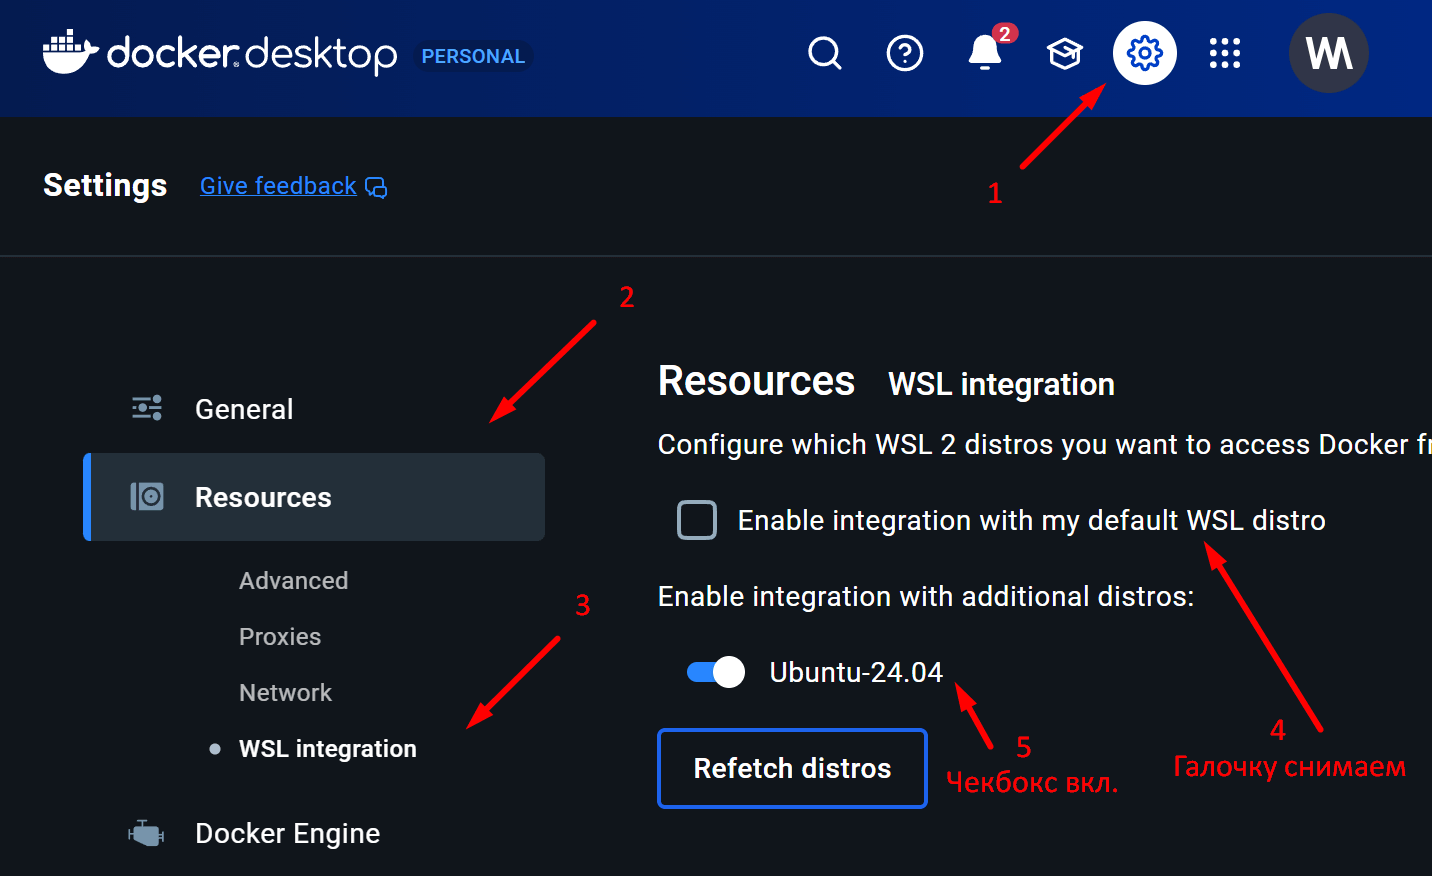 docker desktop PERSONAL
2
WM
1
Settings Give feedback
2
General
Resources WSL integration
Configure which WSL 2 distros you want to access Docker fr
Resources
Enable integration with my default WSL distro
Advanced
Enable integration with additional distros:
3
Proxies
Ubuntu-24.04
Network
WSL integration
4
Галочку снимаем
5
Чекбокс вкл.
Refetch distros
Docker Engine